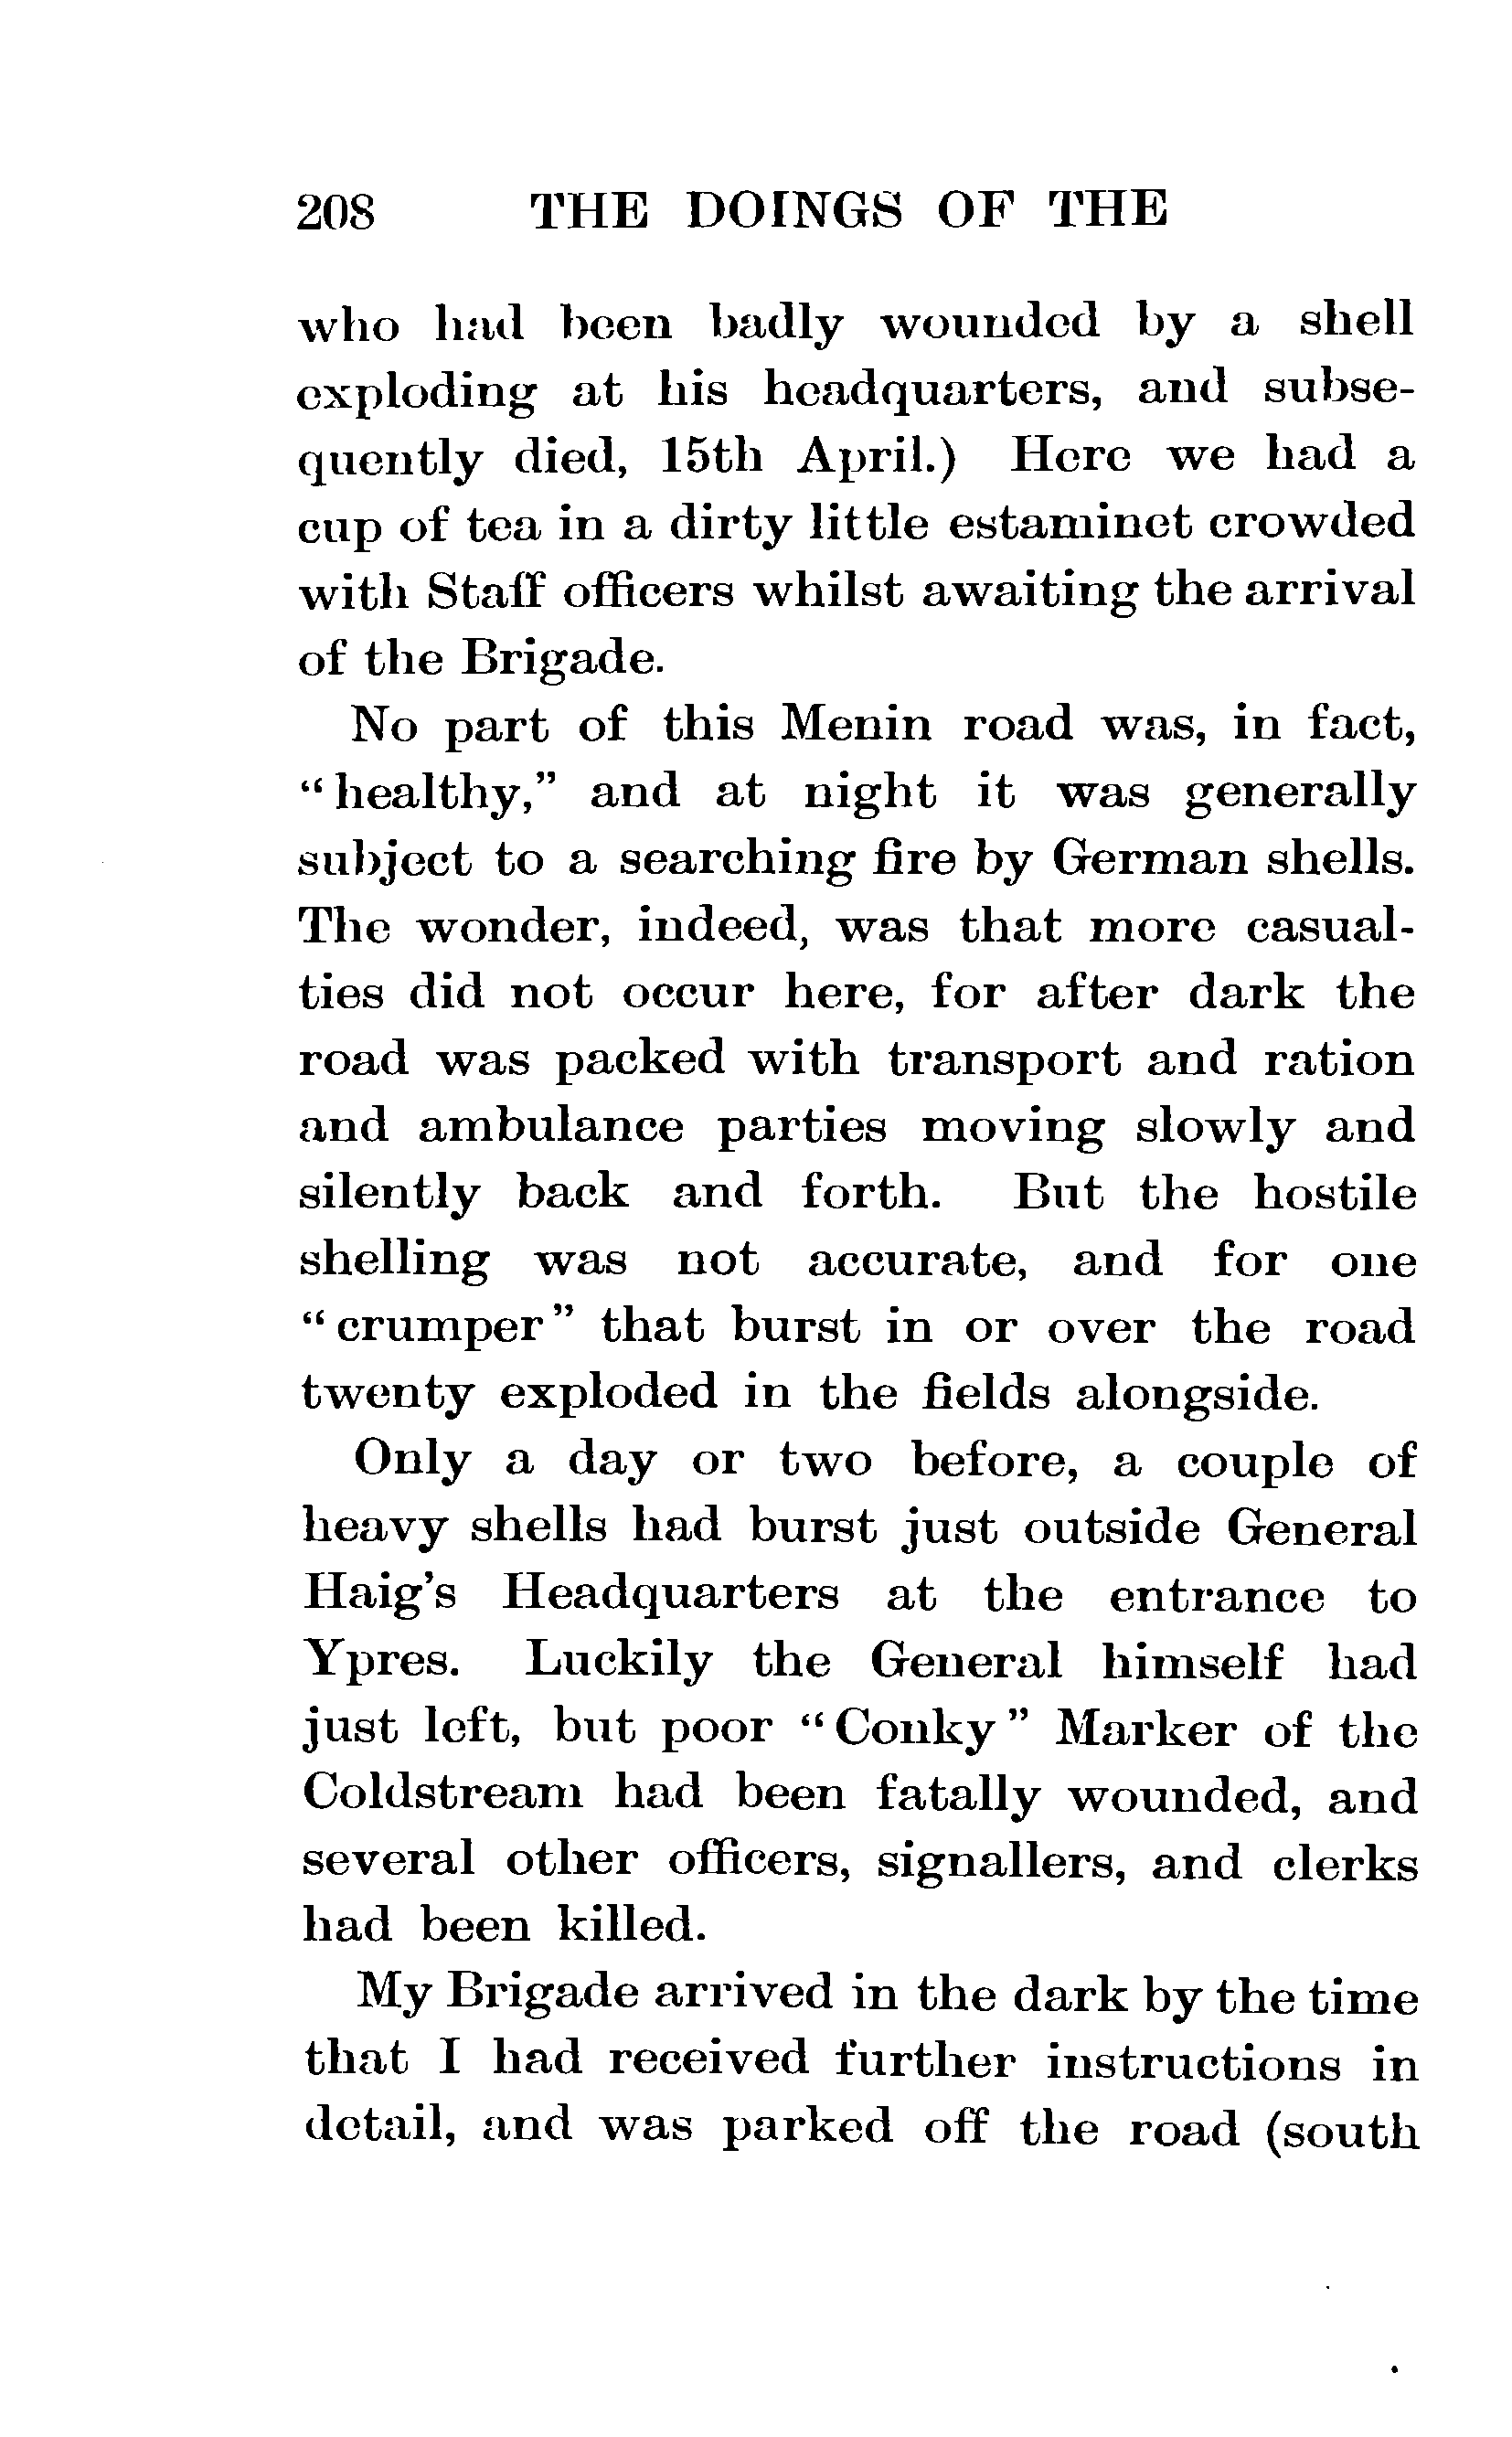 208 THE DOINGS OF THE
who had been badly wounded by a shell
exploding at his headquarters, and subse-
quently died, 15th April.) Here we had a
cup of tea in a dirty little estaminet crowded
with Staff officers whilst awaiting the arrival
of the Brigade.
No part of this Menin road was, in fact,
“healthy,” and at night it was generally
subject to a searching fire by German shells.
The wonder, indeed, was that more casual-
ties did not occur here, for after dark the
road was packed with transport and ration
and ambulance parties moving slowly and
silently back and forth. But the hostile
shelling was not accurate, and for one
“crumper” that burst in or over the road
twenty exploded in the fields alongside.
Only a day or two before, a couple of
heavy shells had burst just outside General
Haig's Headquarters at the entrance to
Ypres. Luckily the General himself had
just left, but poor “Conky” Marker of the
Coldstream had been fatally wounded, and
several other officers, signallers, and clerks
had been killed.
My Brigade arrived in the dark by the time
that I had received further instructions in
detail, and was parked off the road (south